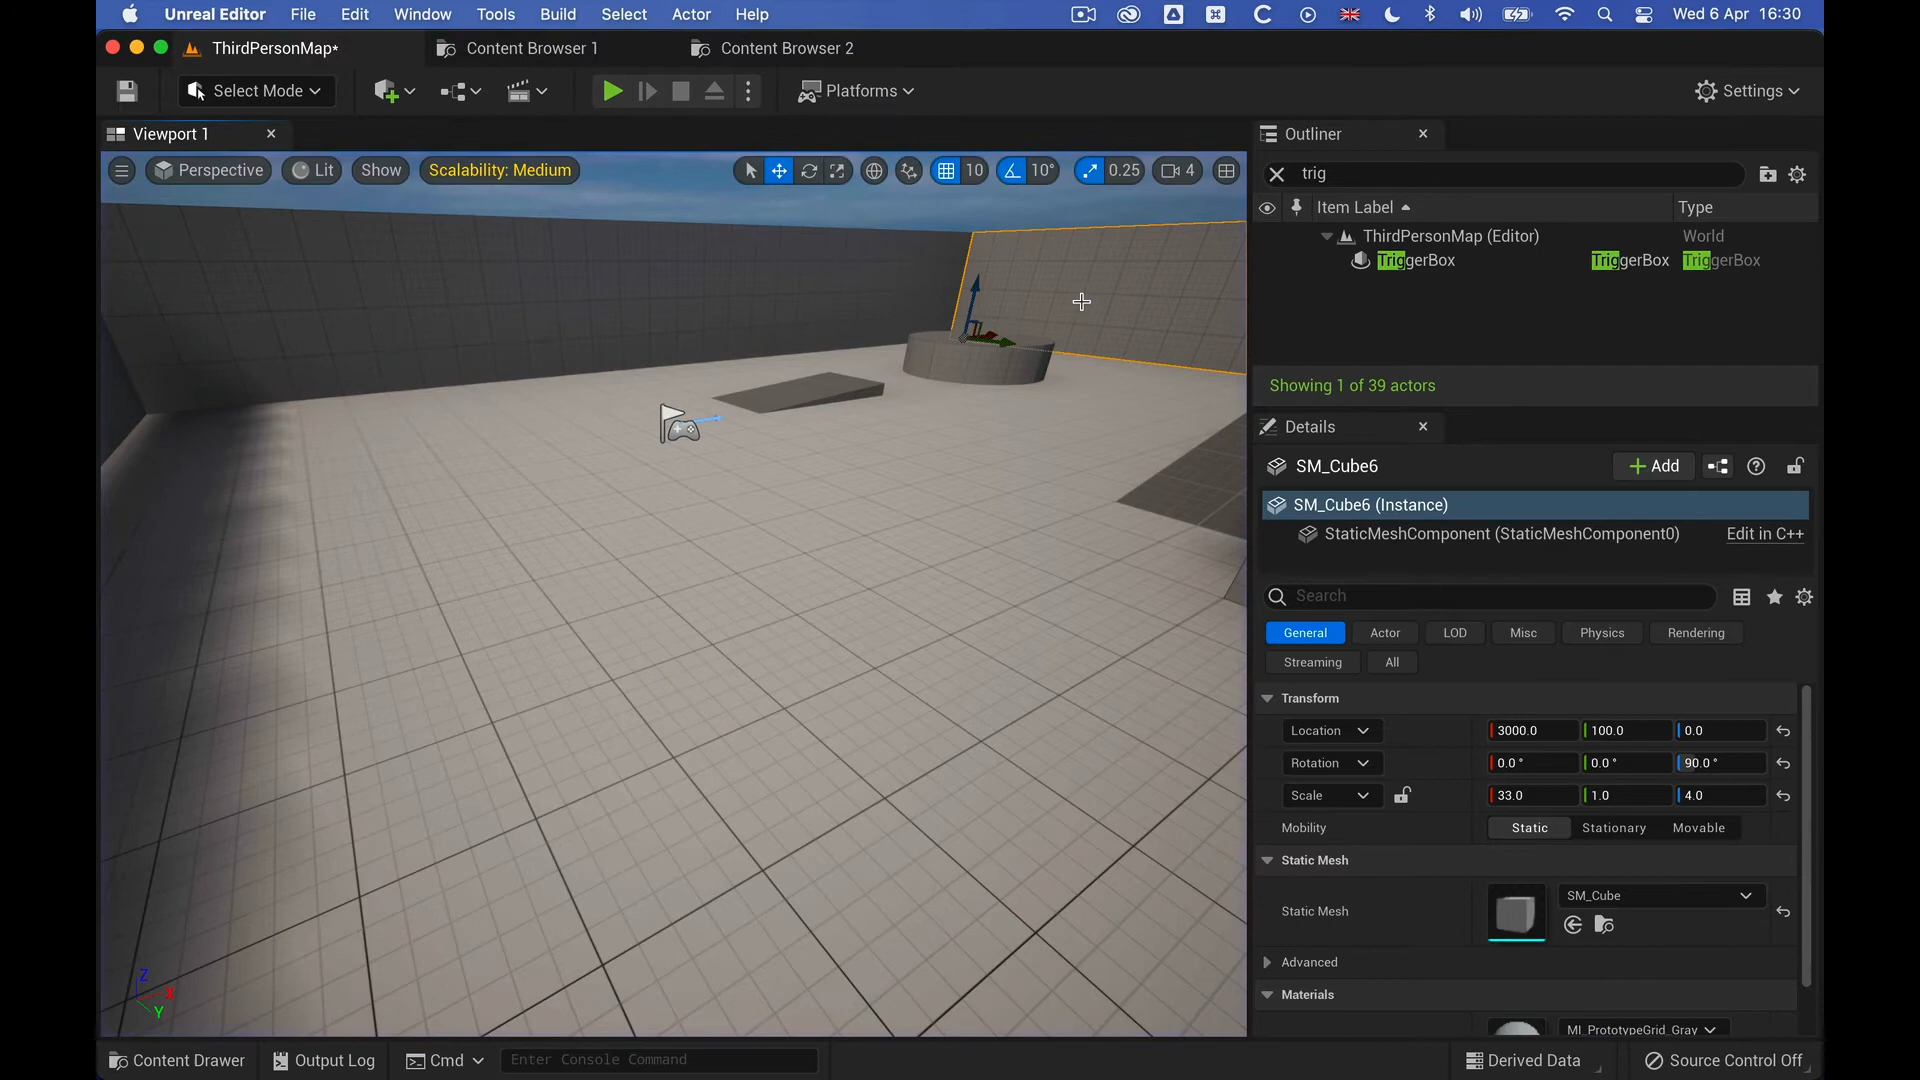 Unreal Editor File Edit Window Tools Build Select Actor Help Wed 6 Apr 16:30
ThirdPersonMap* Content Browser 1 Content Browser 2
Select Mode Platforms Settings
Viewport 1 Outliner
Perspective Lit Show Scalability: Medium 10 10° 0.25 4 trig
Item Label Type
ThirdPersonMap (Editor) World
TriggerBox TriggerBox TriggerBox
Showing 1 of 39 actors
Details
SM_Cube6 + Add
SM_Cube6 (Instance)
StaticMeshComponent (StaticMeshComponent0) Edit in C++
Search
General Actor LOD Misc Physics Rendering
Streaming All
Transform
Location 3000.0 100.0 0.0
Rotation 0.0 ° 0.0 ° 90.0 °
Scale 33.0 1.0 4.0
Mobility Static Stationary Movable
Static Mesh
SM_Cube
Static Mesh
Advanced
Z
X
Y
Materials
MI_PrototypeGrid_Gray
Content Drawer Output Log Cmd Enter Console Command Derived Data Source Control Off